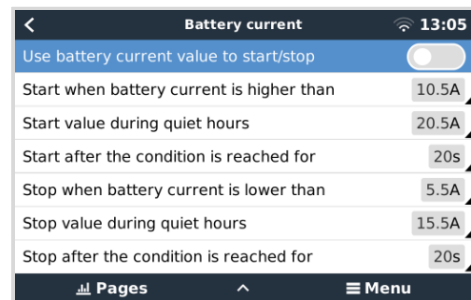 Battery current 13:05
Use battery current value to start/stop
Start when battery current is higher than 10.5A
Start value during quiet hours 20.5A
Start after the condition is reached for 20s
Stop when battery current is lower than 5.5A
Stop value during quiet hours 15.5A
Stop after the condition is reached for 20s
Pages Menu